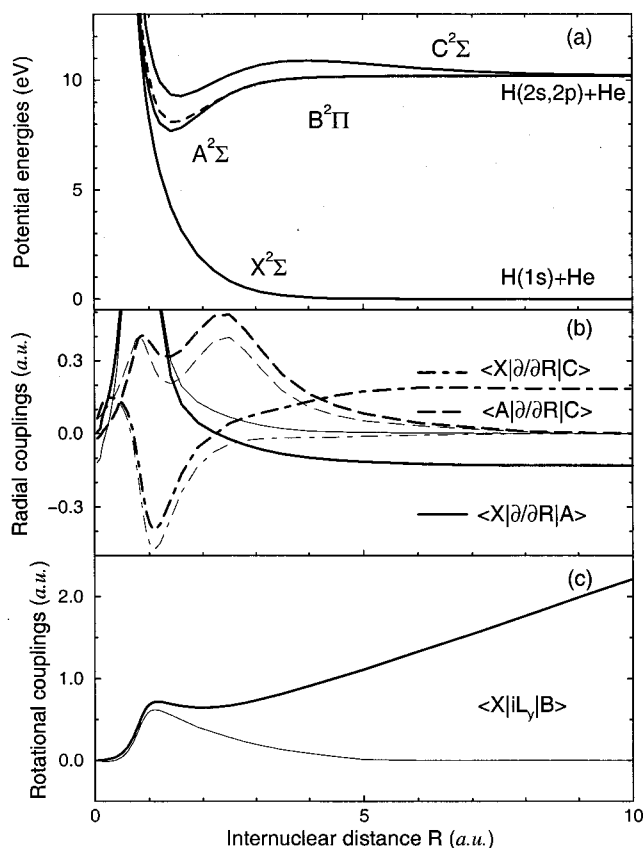 (a)
C²Σ
10
H(2s,2p)+He
B²Π
A²Σ
5
X²Σ
H(1s)+He
0
Potential energies (eV)
(b)
0.3
<X|∂/∂R|C>
<A|∂/∂R|C>
0.0
−0.3
<X|∂/∂R|A>
Radial couplings (a.u.)
(c)
2.0
1.0
<X|iL_y|B>
0.0
Rotational couplings (a.u.)
0 5 10
Internuclear distance R (a.u.)